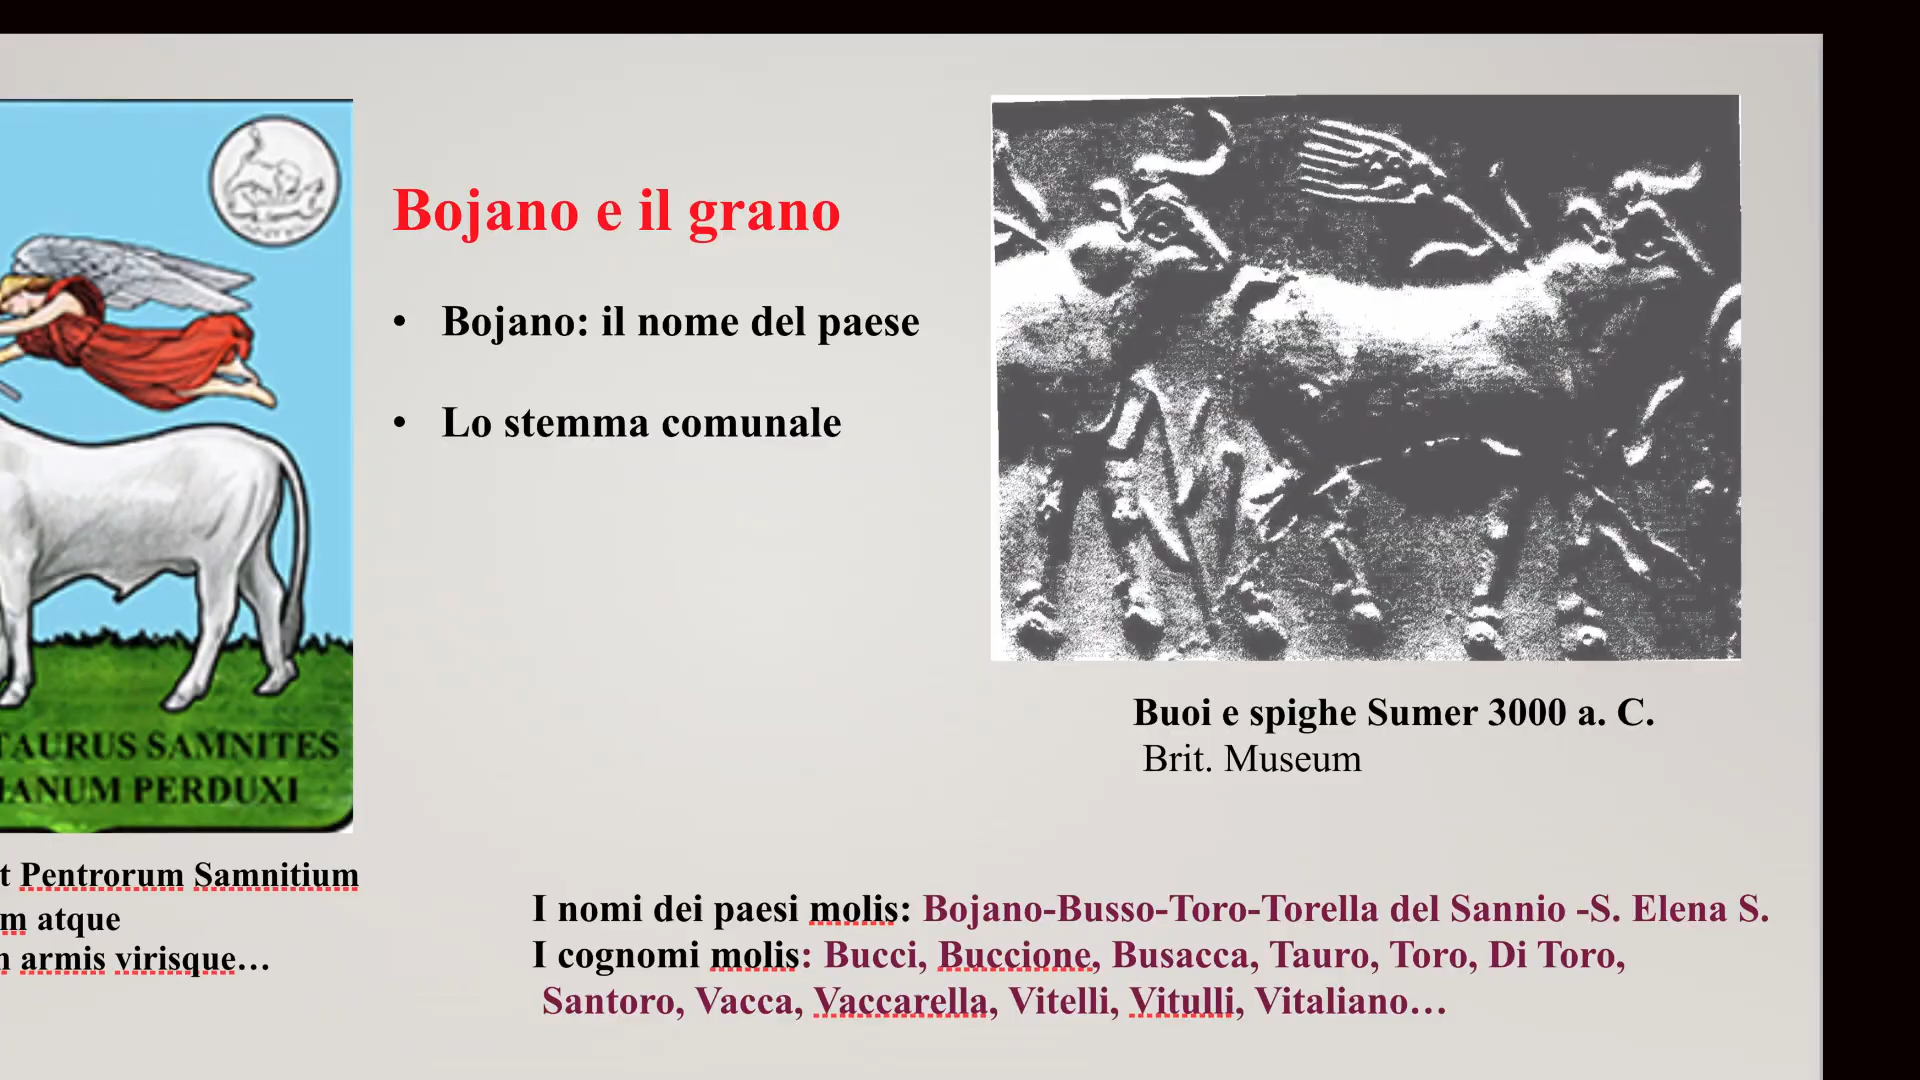 Bojano e il grano
• Bojano: il nome del paese
• Lo stemma comunale
TAURUS SAMNITES
PERDUXI
Pentrorum Samnitium
atque
armis virisque…
Buoi e spighe Sumer 3000 a. C.
Brit. Museum
I nomi dei paesi molis: Bojano-Busso-Toro-Torella del Sannio -S. Elena S.
I cognomi molis: Bucci, Buccione, Busacca, Tauro, Toro, Di Toro,
Santoro, Vacca, Vaccarella, Vitelli, Vitulli, Vitaliano…